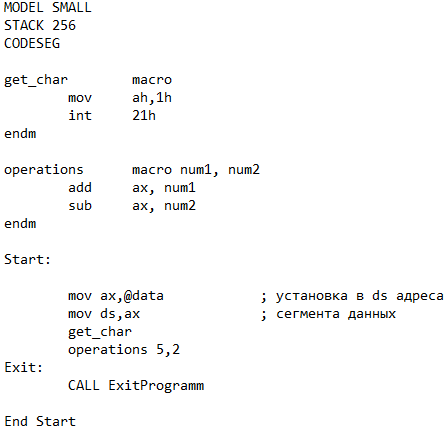 MODEL SMALL
STACK 256
CODESEG
get_char macro
mov ah,1h
int 21h
endm
operations macro num1, num2
add ax, num1
sub ax, num2
endm
Start:
mov ax,@data ; установка в ds адреса
mov ds,ax ; сегмента данных
get_char
operations 5,2
Exit:
CALL ExitProgramm
End Start